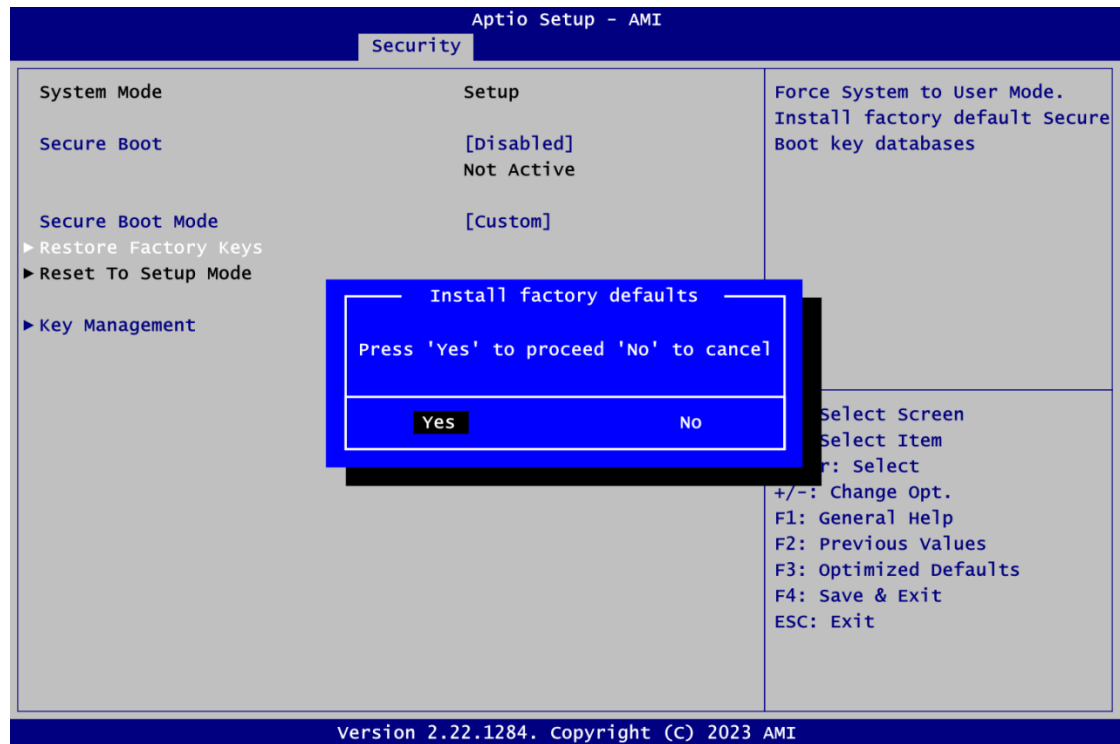 Aptio Setup - AMI
Security
System Mode Setup
Secure Boot [Disabled]
Not Active
Secure Boot Mode [Custom]
Restore Factory Keys
Reset To Setup Mode
Key Management
Force System to User Mode.
Install factory default Secure
Boot key databases
Install factory defaults
Press 'Yes' to proceed 'No' to cancel
Yes No
Select Screen
Select Item
r: Select
+/-: Change Opt.
F1: General Help
F2: Previous Values
F3: Optimized Defaults
F4: Save & Exit
ESC: Exit
Version 2.22.1284. Copyright (C) 2023 AMI